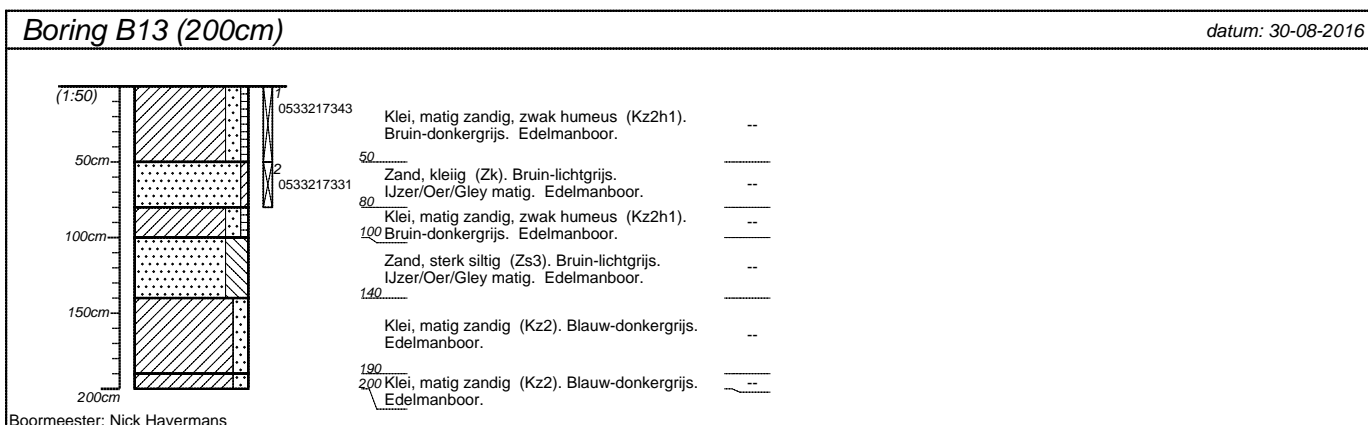 Boring B13 (200cm)
datum: 30-08-2016
(1:50)
1
0533217343
Klei, matig zandig, zwak humeus (Kz2h1).
Bruin-donkergrijs. Edelmanboor.
--
50cm
50
2
0533217331
Zand, kleiig (Zk). Bruin-lichtgrijs.
IJzer/Oer/Gley matig. Edelmanboor.
--
80
Klei, matig zandig, zwak humeus (Kz2h1).
Bruin-donkergrijs. Edelmanboor.
--
100cm
100
Zand, sterk siltig (Zs3). Bruin-lichtgrijs.
IJzer/Oer/Gley matig. Edelmanboor.
--
140
150cm
Klei, matig zandig (Kz2). Blauw-donkergrijs.
Edelmanboor.
--
190
200 Klei, matig zandig (Kz2). Blauw-donkergrijs.
Edelmanboor.
--
200cm
Boormeester: Nick Havermans